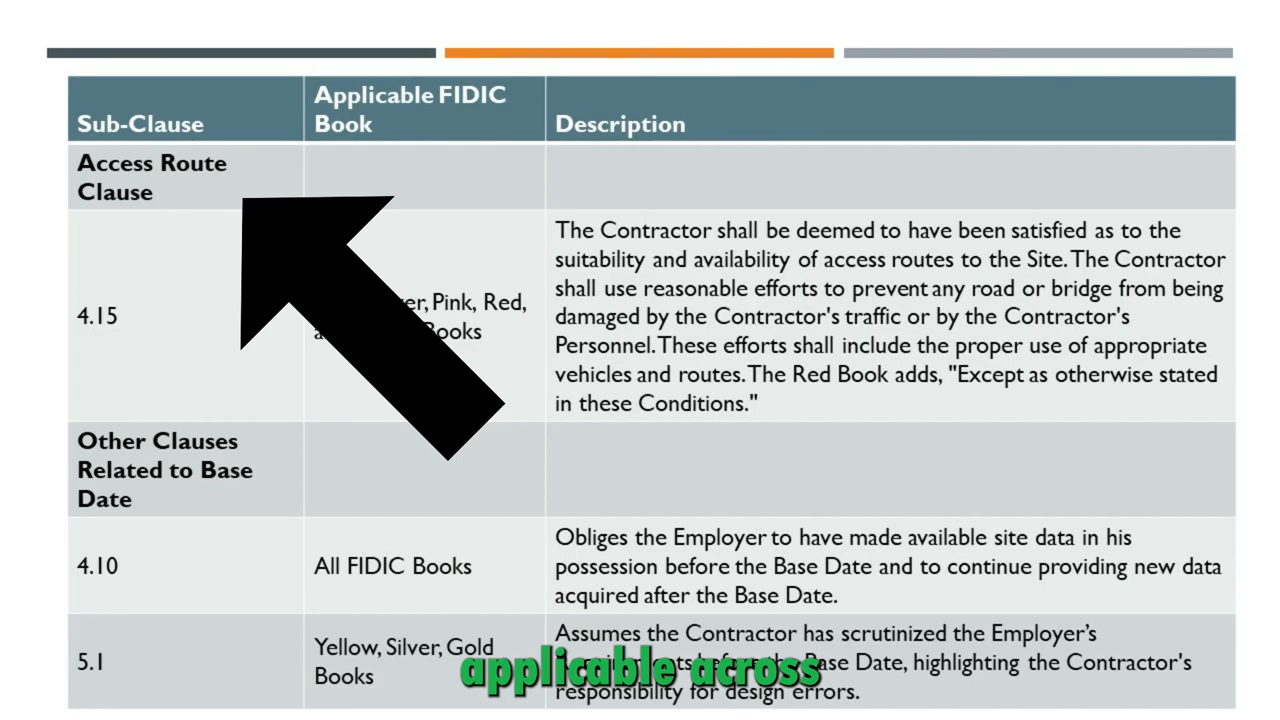 Sub-Clause
Applicable FIDIC
Book
Description
Access Route
Clause
4.15
Pink, Red,
Books
The Contractor shall be deemed to have been satisfied as to the
suitability and availability of access routes to the Site. The Contractor
shall use reasonable efforts to prevent any road or bridge from being
damaged by the Contractor's traffic or by the Contractor's
Personnel. These efforts shall include the proper use of appropriate
vehicles and routes. The Red Book adds, "Except as otherwise stated
in these Conditions."
Other Clauses
Related to Base
Date
4.10
All FIDIC Books
Obliges the Employer to have made available site data in his
possession before the Base Date and to continue providing new data
acquired after the Base Date.
5.1
Yellow, Silver, Gold
Books
Assumes the Contractor has scrutinized the Employer’s
before the Base Date, highlighting the Contractor's
responsibility for design errors.
applicable across